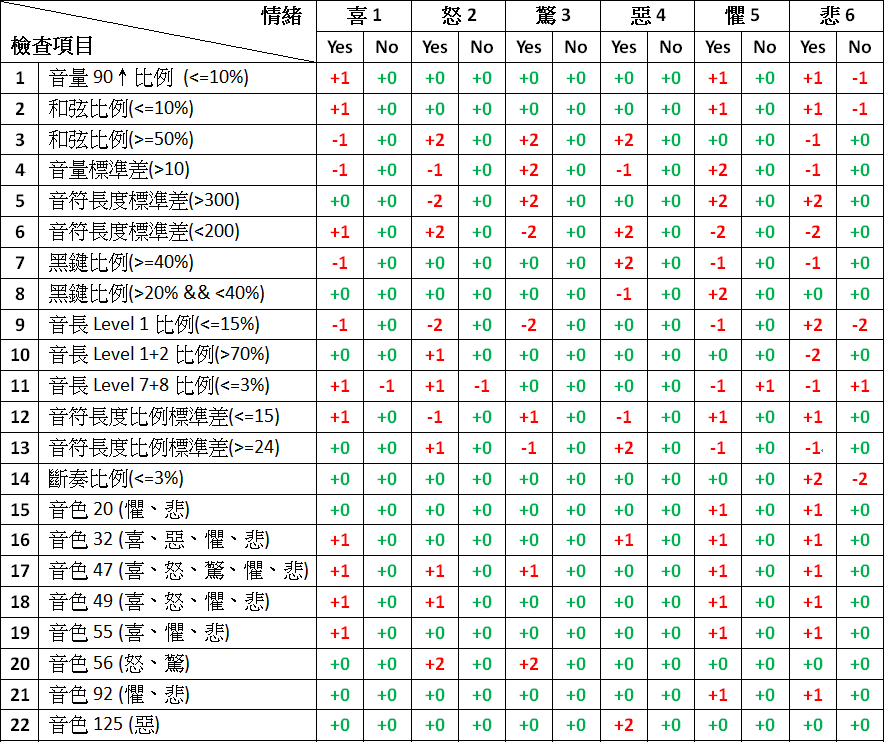 情緒 喜 1 怒 2 驚 3 惡 4 懼 5 悲 6
檢查項目 Yes No Yes No Yes No Yes No Yes No Yes No
1 音量 90↑比例 (<=10%) +1 +0 +0 +0 +0 +0 +0 +0 +1 +0 +1 -1
2 和弦比例(<=10%) +1 +0 +0 +0 +0 +0 +0 +0 +1 +0 +1 -1
3 和弦比例(>=50%) -1 +0 +2 +0 +2 +0 +2 +0 +0 +0 -1 +0
4 音量標準差(>10) -1 +0 -1 +0 +2 +0 -1 +0 +2 +0 -1 +0
5 音符長度標準差(>300) +0 +0 -2 +0 +2 +0 +0 +0 +2 +0 +2 +0
6 音符長度標準差(<200) +1 +0 +2 +0 -2 +0 +2 +0 -2 +0 -2 +0
7 黑鍵比例(>=40%) -1 +0 +0 +0 +0 +0 +2 +0 -1 +0 -1 +0
8 黑鍵比例(>20% && <40%) +0 +0 +0 +0 +0 +0 -1 +0 +2 +0 +0 +0
9 音長 Level 1 比例(<=15%) -1 +0 -2 +0 -2 +0 +0 +0 -1 +0 +2 -2
10 音長 Level 1+2 比例(>70%) +0 +0 +1 +0 +0 +0 +0 +0 +0 +0 -2 +0
11 音長 Level 7+8 比例(<=3%) +1 -1 +1 -1 +0 +0 +0 +0 -1 +1 -1 +1
12 音符長度比例標準差(<=15) +1 +0 -1 +0 +1 +0 -1 +0 +1 +0 +1 +0
13 音符長度比例標準差(>=24) +0 +0 +1 +0 -1 +0 +2 +0 -1 +0 -1 +0
14 斷奏比例(<=3%) +0 +0 +0 +0 +0 +0 +0 +0 +0 +0 +2 -2
15 音色 20 (懼、悲) +0 +0 +0 +0 +0 +0 +0 +0 +1 +0 +1 +0
16 音色 32 (喜、惡、懼、悲) +1 +0 +0 +0 +0 +0 +1 +0 +1 +0 +1 +0
17 音色 47 (喜、怒、驚、懼、悲) +1 +0 +1 +0 +1 +0 +0 +0 +1 +0 +1 +0
18 音色 49 (喜、怒、懼、悲) +1 +0 +1 +0 +0 +0 +0 +0 +1 +0 +1 +0
19 音色 55 (喜、懼、悲) +1 +0 +0 +0 +0 +0 +0 +0 +1 +0 +1 +0
20 音色 56 (怒、驚) +0 +0 +2 +0 +2 +0 +0 +0 +0 +0 +0 +0
21 音色 92 (懼、悲) +0 +0 +0 +0 +0 +0 +0 +0 +1 +0 +1 +0
22 音色 125 (惡) +0 +0 +0 +0 +0 +0 +2 +0 +0 +0 +0 +0